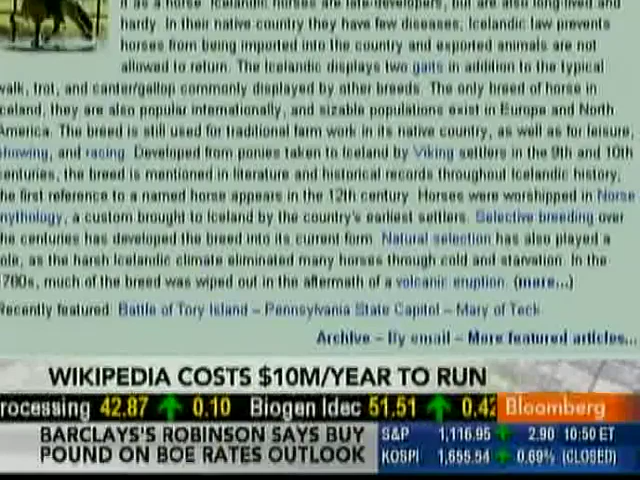 as a horse. Icelandic horses are late-developers, but are also long-lived and
hardy. In their native country they have few diseases; Icelandic law prevents
horses from being imported into the country and exported animals are not
allowed to return. The Icelandic displays two gaits in addition to the typical
walk, trot, and canter/gallop commonly displayed by other breeds. The only breed of horse in
celand, they are also popular internationally, and sizable populations exist in Europe and North
America. The breed is still used for traditional farm work in its native country, as well as for leisure,
showing, and racing. Developed from ponies taken to Iceland by Viking settlers in the 9th and 10th
centuries, the breed is mentioned in literature and historical records throughout Icelandic history;
he first reference to a named horse appears in the 12th century. Horses were worshipped in Norse
mythology, a custom brought to Iceland by the country's earliest settlers. Selective breeding over
he centuries has developed the breed into its current form. Natural selection has also played a
ole, as the harsh Icelandic climate eliminated many horses through cold and starvation. In the
780s, much of the breed was wiped out in the aftermath of a volcanic eruption. (more...)
Recently featured: Battle of Tory Island – Pennsylvania State Capitol – Mary of Teck
Archive – By email – More featured articles...
WIKIPEDIA COSTS $10M/YEAR TO RUN
rocessing 42.87 0.10 Biogen Idec 51.51 0.42 Bloomberg
BARCLAYS'S ROBINSON SAYS BUY
POUND ON BOE RATES OUTLOOK
S&P 1,116.95 2.90 10:50 ET
KOSPI 1,655.54 0.69% (CLOSED)